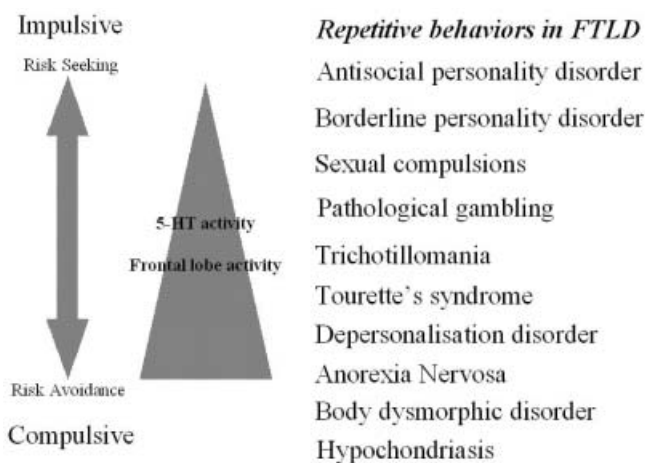 Impulsive
Risk Seeking
5-HT activity
Frontal lobe activity
Risk Avoidance
Compulsive
Repetitive behaviors in FTLD
Antisocial personality disorder
Borderline personality disorder
Sexual compulsions
Pathological gambling
Trichotillomania
Tourette's syndrome
Depersonalisation disorder
Anorexia Nervosa
Body dysmorphic disorder
Hypochondriasis